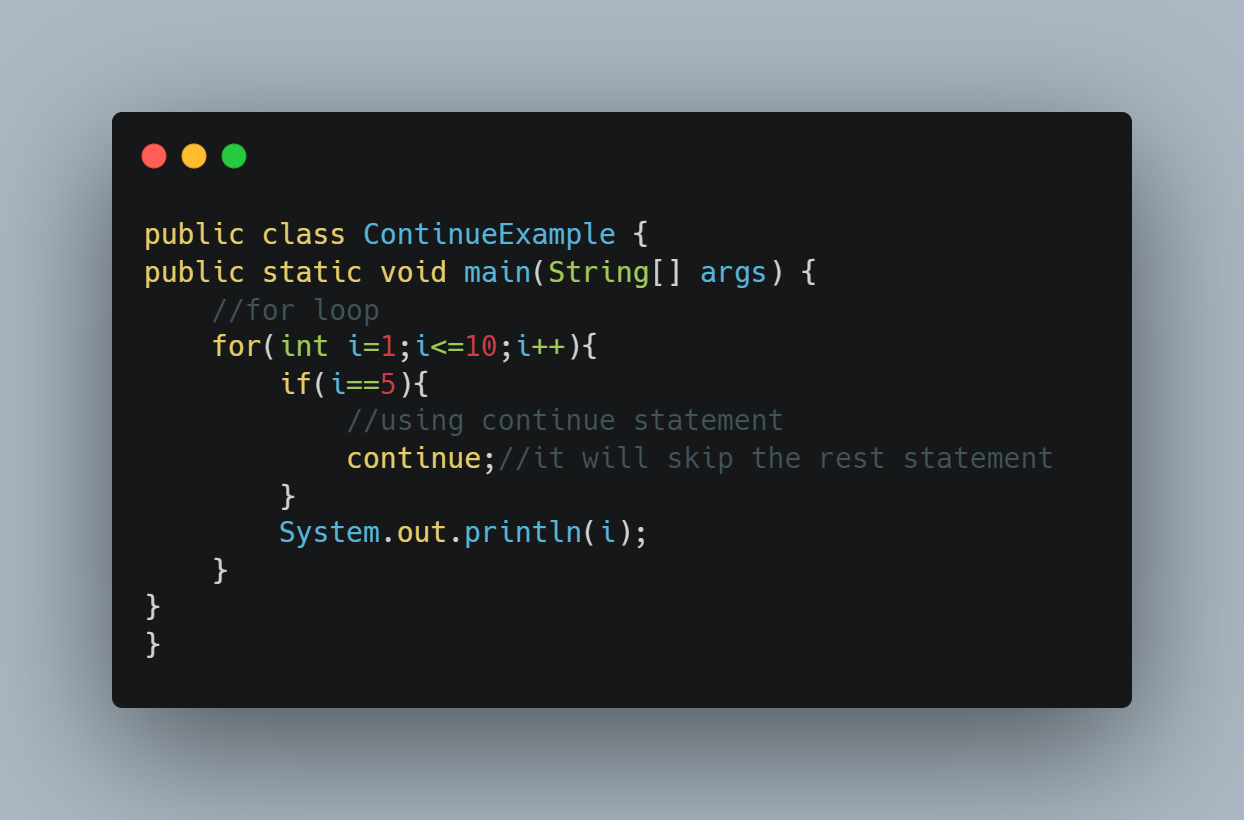 public class ContinueExample {
public static void main(String[] args) {
    //for loop
    for(int i=1;i<=10;i++){
        if(i==5){
            //using continue statement
            continue;//it will skip the rest statement
        }
        System.out.println(i);
    }
}
}